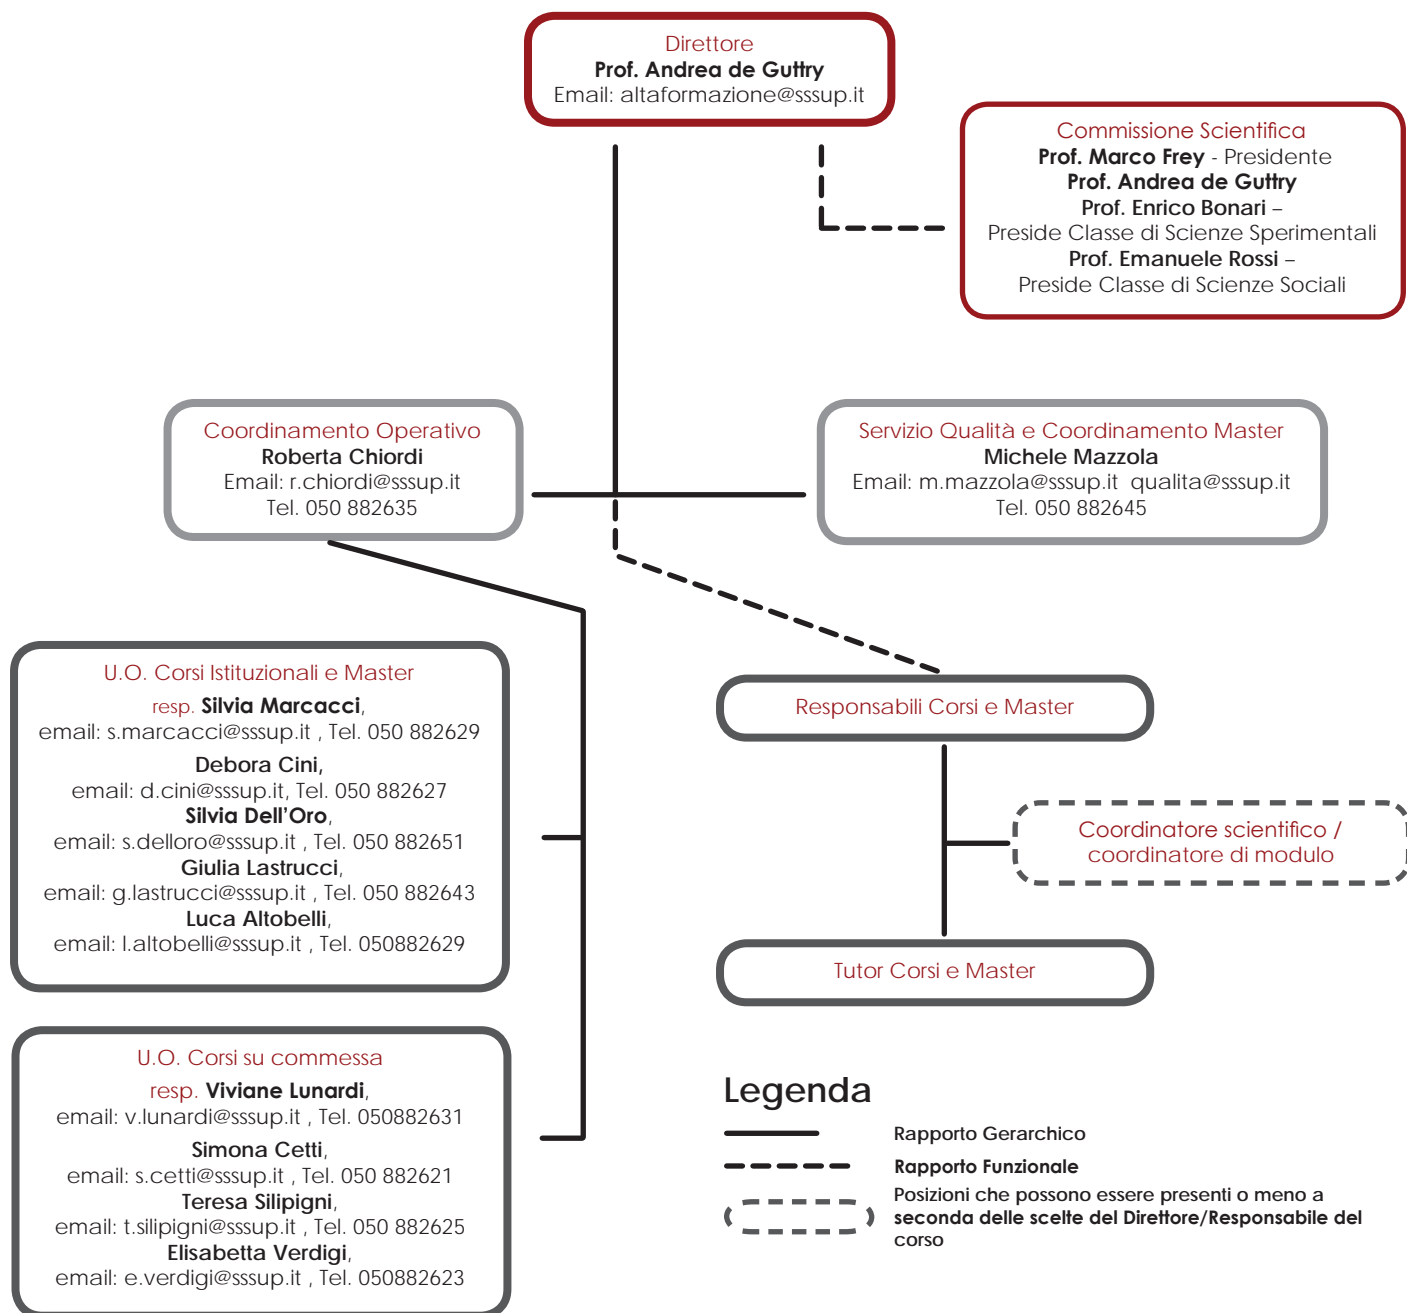 Direttore
Prof. Andrea de Guttry
Email: altaformazione@sssup.it
Commissione Scientifica
Prof. Marco Frey - Presidente
Prof. Andrea de Guttry
Prof. Enrico Bonari –
Preside Classe di Scienze Sperimentali
Prof. Emanuele Rossi –
Preside Classe di Scienze Sociali
Coordinamento Operativo
Roberta Chiordi
Email: r.chiordi@sssup.it
Tel. 050 882635
Servizio Qualità e Coordinamento Master
Michele Mazzola
Email: m.mazzola@sssup.it qualita@sssup.it
Tel. 050 882645
U.O. Corsi Istituzionali e Master
resp. Silvia Marcacci,
email: s.marcacci@sssup.it , Tel. 050 882629
Debora Cini,
email: d.cini@sssup.it, Tel. 050 882627
Silvia Dell’Oro,
email: s.delloro@sssup.it , Tel. 050 882651
Giulia Lastrucci,
email: g.lastrucci@sssup.it , Tel. 050 882643
Luca Altobelli,
email: l.altobelli@sssup.it , Tel. 050882629
Responsabili Corsi e Master
Coordinatore scientifico /
coordinatore di modulo
Tutor Corsi e Master
U.O. Corsi su commessa
resp. Viviane Lunardi,
email: v.lunardi@sssup.it , Tel. 050882631
Simona Cetti,
email: s.cetti@sssup.it , Tel. 050 882621
Teresa Silipigni,
email: t.silipigni@sssup.it , Tel. 050 882625
Elisabetta Verdigi,
email: e.verdigi@sssup.it , Tel. 050882623
Legenda
Rapporto Gerarchico
Rapporto Funzionale
Posizioni che possono essere presenti o meno a
seconda delle scelte del Direttore/Responsabile del
corso